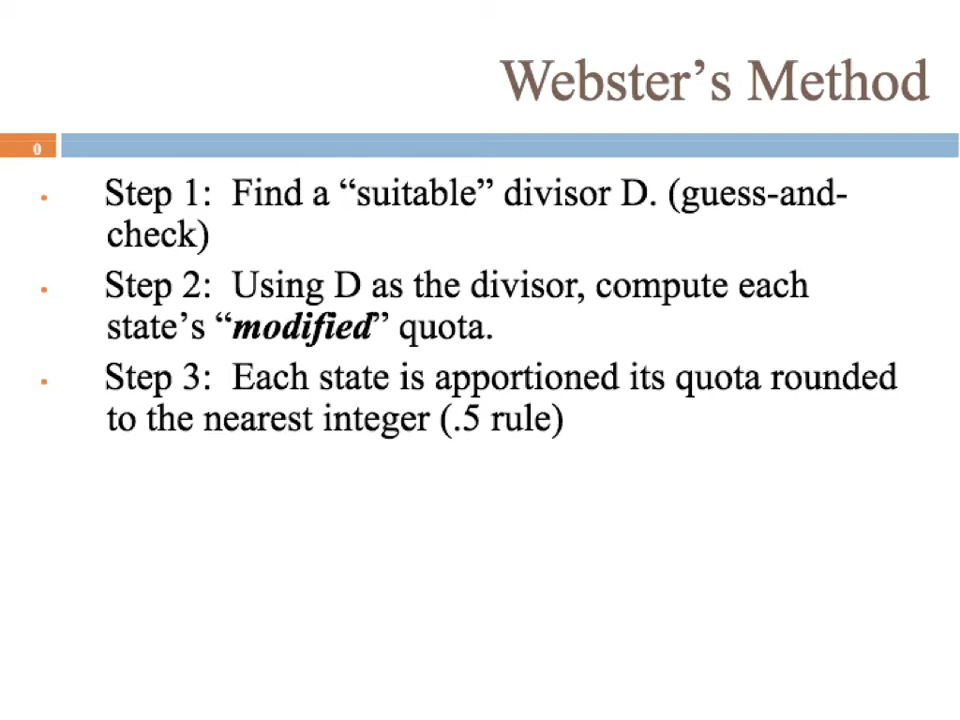 Webster’s Method
0
• Step 1: Find a “suitable” divisor D. (guess-and-
check)
• Step 2: Using D as the divisor, compute each
state’s “modified” quota.
• Step 3: Each state is apportioned its quota rounded
to the nearest integer (.5 rule)